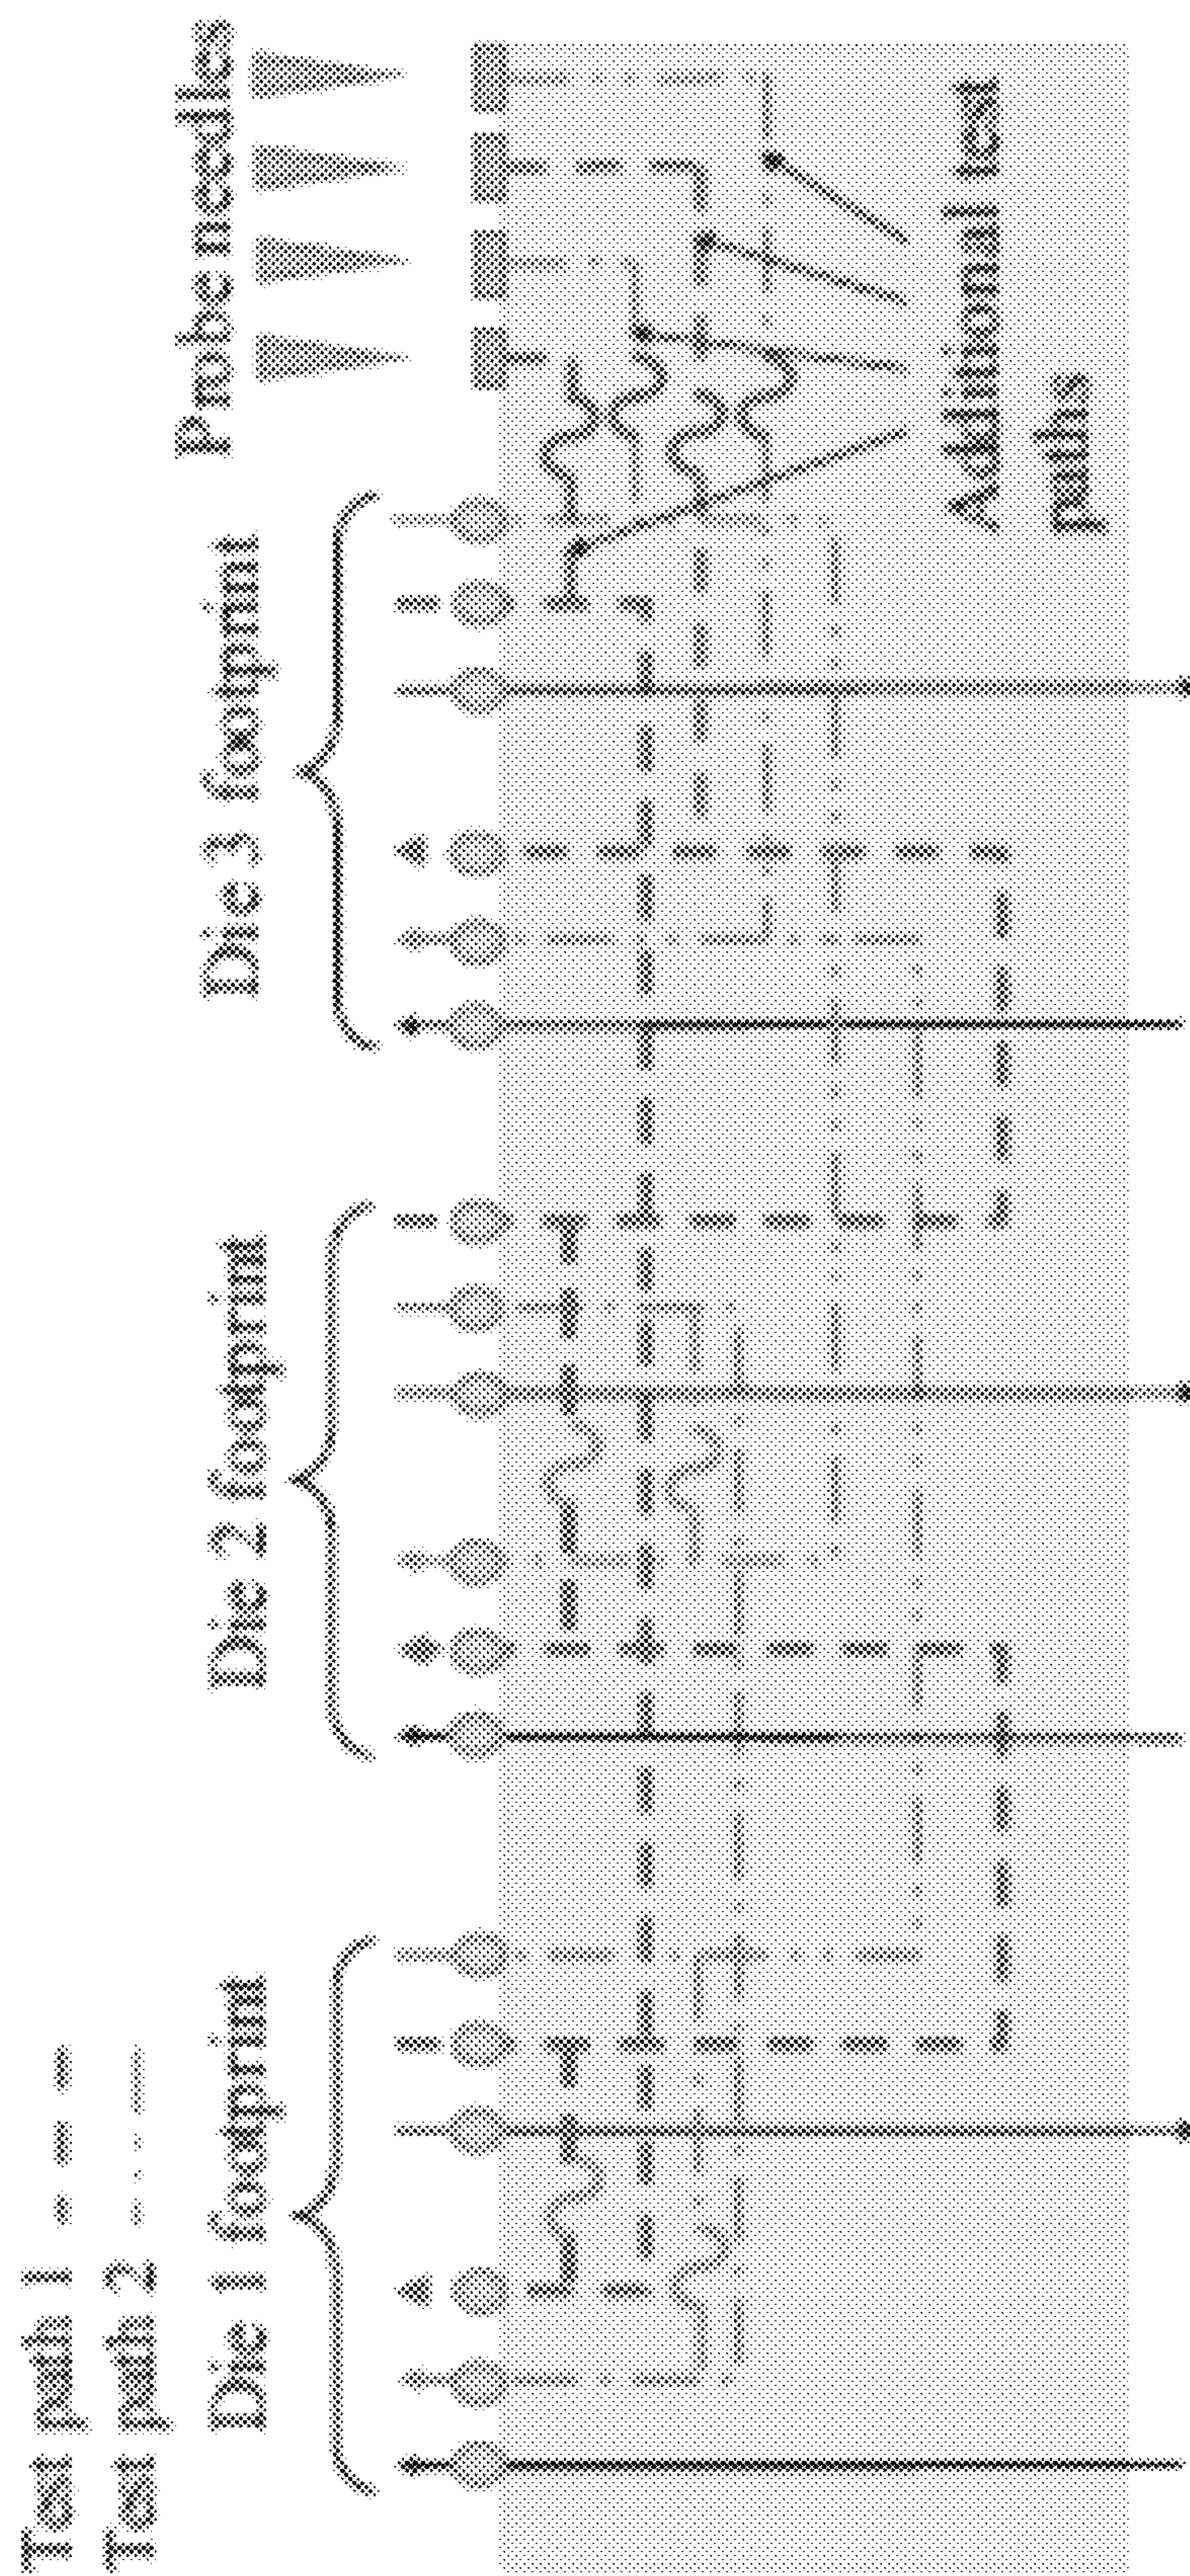 Test path 1
Test path 2
Die 1 footprint
Die 2 footprint
Die 3 footprint
Probe needles
Additional test
paths